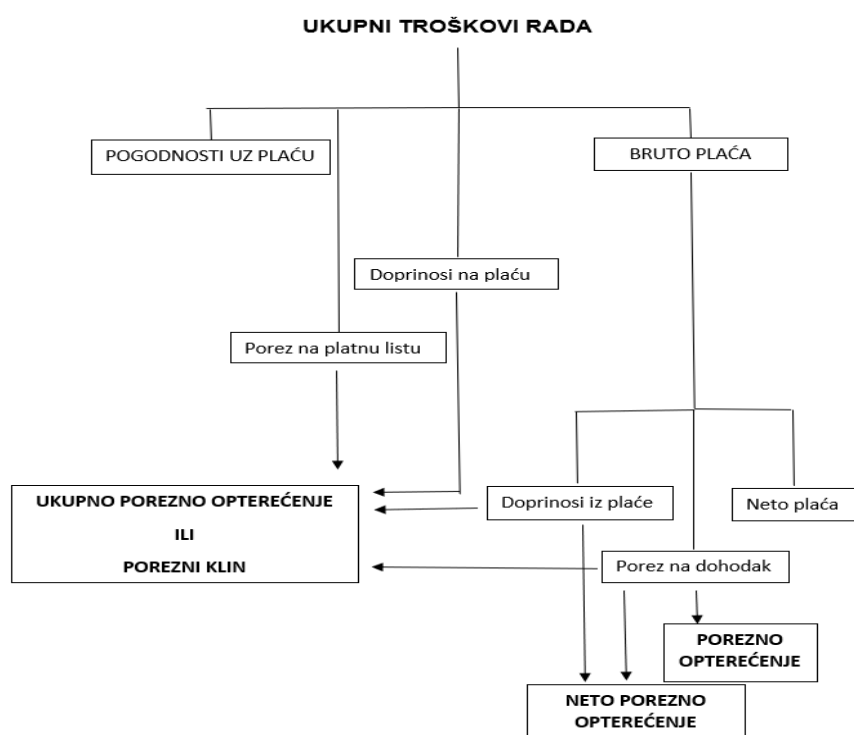 UKUPNI TROŠKOVI RADA
POGODNOSTI UZ PLAĆU
BRUTO PLAĆA
Doprinosi na plaću
Porez na platnu listu
UKUPNO POREZNO OPTEREĆENJE
ILI
POREZNI KLIN
Doprinosi iz plaće
Neto plaća
Porez na dohodak
POREZNO
OPTEREĆENJE
NETO POREZNO
OPTEREĆENJE